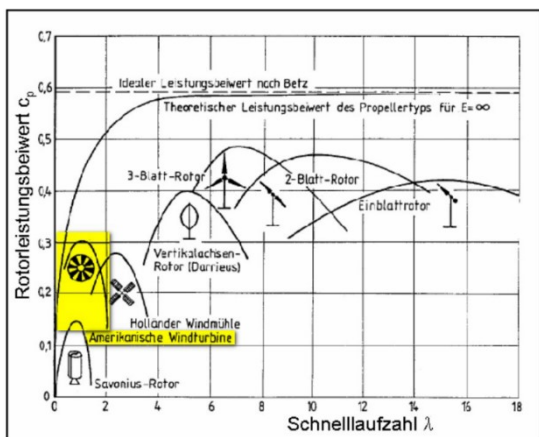 C,7
0,6
0,5
0,4
0,3
0,2
0,1
0
Rotorleistungsbeiwert cp
Idealer Leistungsbeiwert nach Betz
Theoretischer Leistungsbeiwert des Propellertyps für E=∞
3-Blatt-Rotor
2-Blatt-Rotor
Einblattrotor
Vertikalachsen-
Rotor (Darrieus)
Holländer Windmühle
Amerikanische Windturbine
Savonius-Rotor
0 2 4 6 8 10 12 14 16 18
Schnelllaufzahl λ